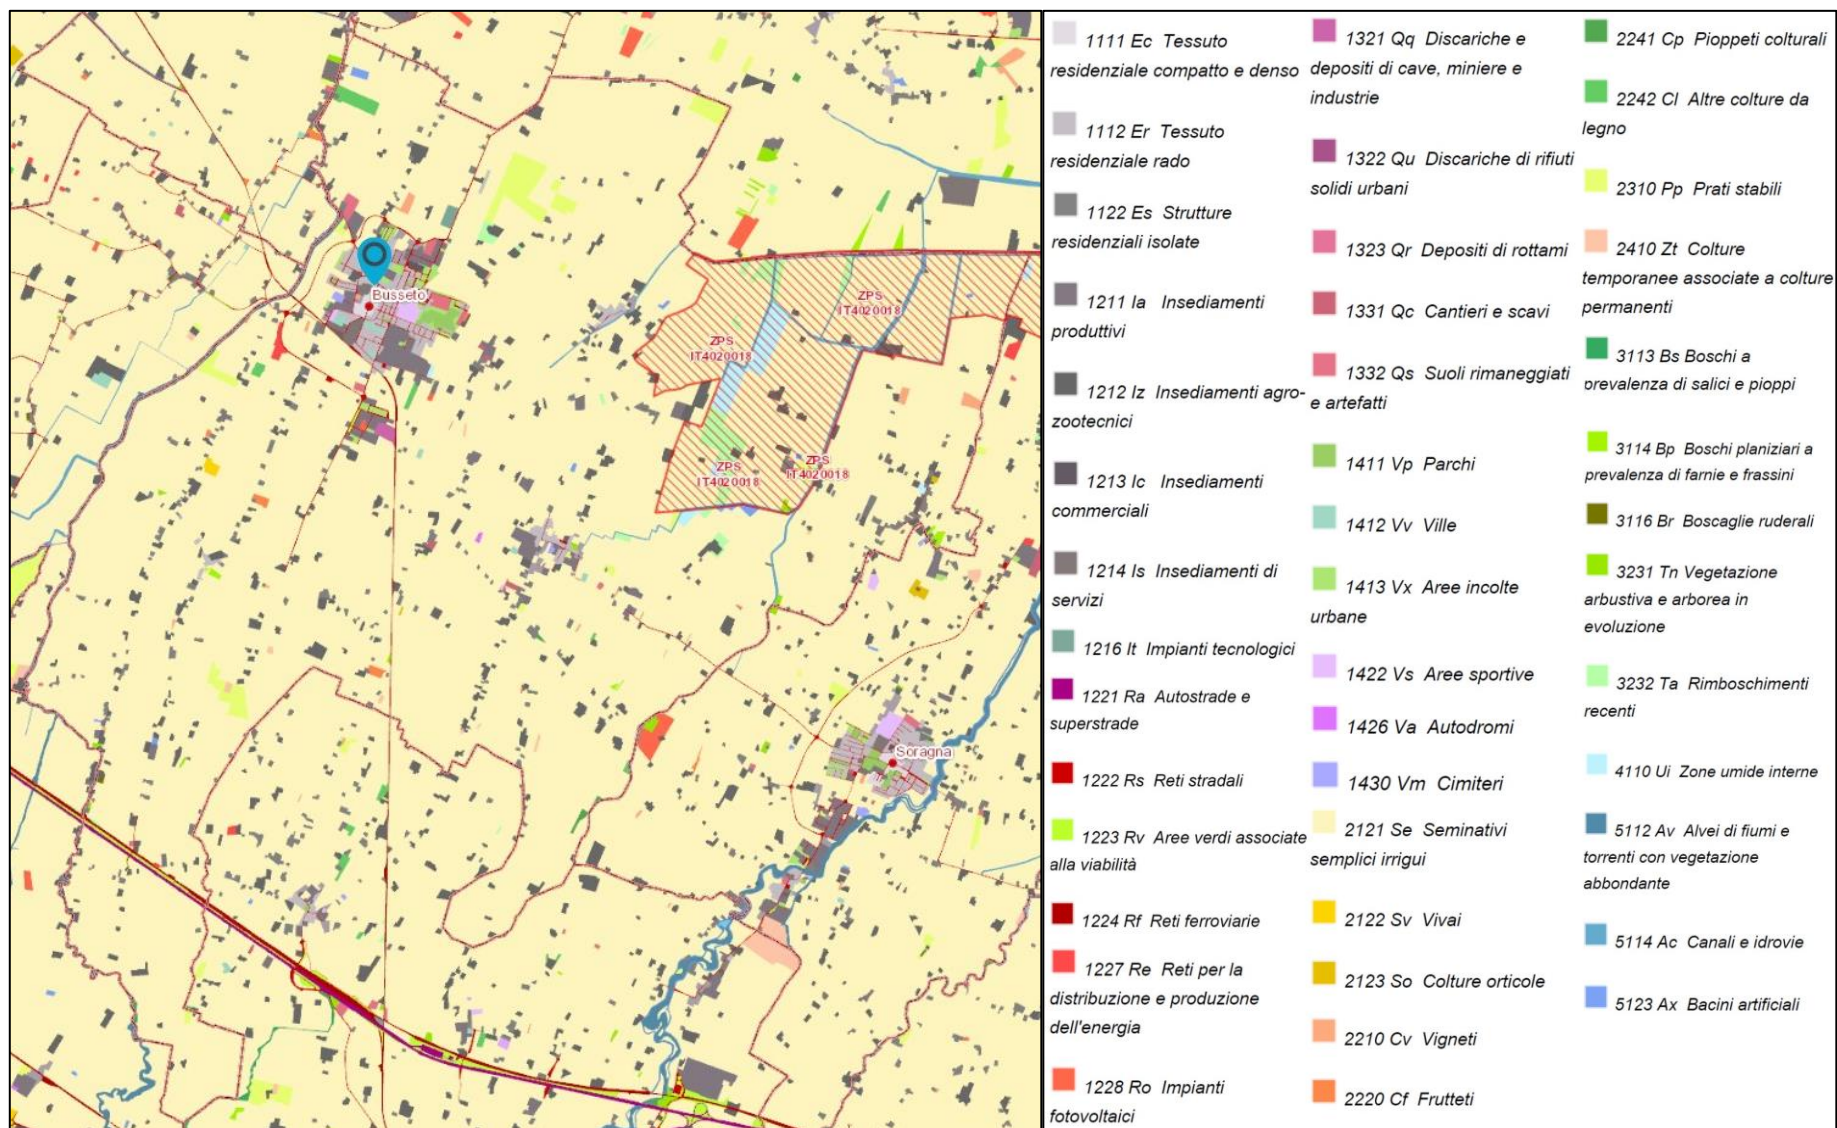 Busseto
ZPS
IT4020018
ZPS
IT4020018
ZPS
IT4020018
ZPS
IT4020018
Soragna
1111 Ec Tessuto
residenziale compatto e denso
1112 Er Tessuto
residenziale rado
1122 Es Strutture
residenziali isolate
1211 Ia Insediamenti
produttivi
1212 Iz Insediamenti agro-
zootecnici
1213 Ic Insediamenti
commerciali
1214 Is Insediamenti di
servizi
1216 It Impianti tecnologici
1221 Ra Autostrade e
superstrade
1222 Rs Reti stradali
1223 Rv Aree verdi associate
alla viabilità
1224 Rf Reti ferroviarie
1227 Re Reti per la
distribuzione e produzione
dell'energia
1228 Ro Impianti
fotovoltaici
1321 Qq Discariche e
depositi di cave, miniere e
industrie
1322 Qu Discariche di rifiuti
solidi urbani
1323 Qr Depositi di rottami
1331 Qc Cantieri e scavi
1332 Qs Suoli rimaneggiati
e artefatti
1411 Vp Parchi
1412 Vv Ville
1413 Vx Aree incolte
urbane
1422 Vs Aree sportive
1426 Va Autodromi
1430 Vm Cimiteri
2121 Se Seminativi
semplici irrigui
2122 Sv Vivai
2123 So Colture orticole
2210 Cv Vigneti
2220 Cf Frutteti
2241 Cp Pioppeti colturali
2242 Cl Altre colture da
legno
2310 Pp Prati stabili
2410 Zt Colture
temporanee associate a colture
permanenti
3113 Bs Boschi a
prevalenza di salici e pioppi
3114 Bp Boschi planiziari a
prevalenza di farnie e frassini
3116 Br Boscaglie ruderali
3231 Tn Vegetazione
arbustiva e arborea in
evoluzione
3232 Ta Rimboschimenti
recenti
4110 Ui Zone umide interne
5112 Av Alvei di fiumi e
torrenti con vegetazione
abbondante
5114 Ac Canali e idrovie
5123 Ax Bacini artificiali